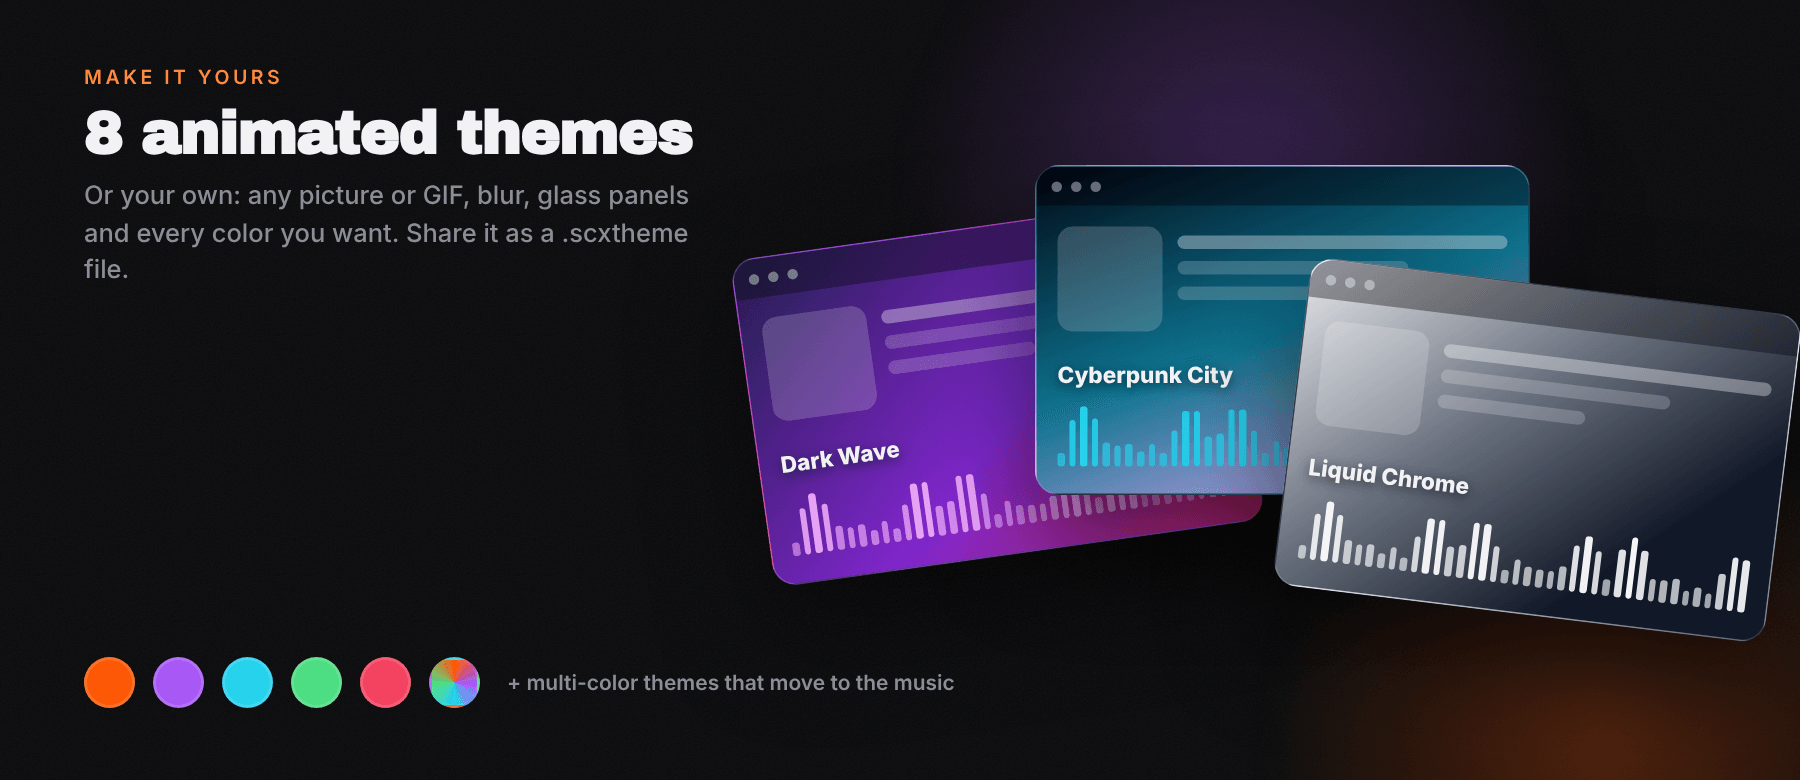 MAKE IT YOURS
8 animated themes
Or your own: any picture or GIF, blur, glass panels
and every color you want. Share it as a .scxtheme
file.
Dark Wave
Cyberpunk City
Liquid Chrome
+ multi-color themes that move to the music